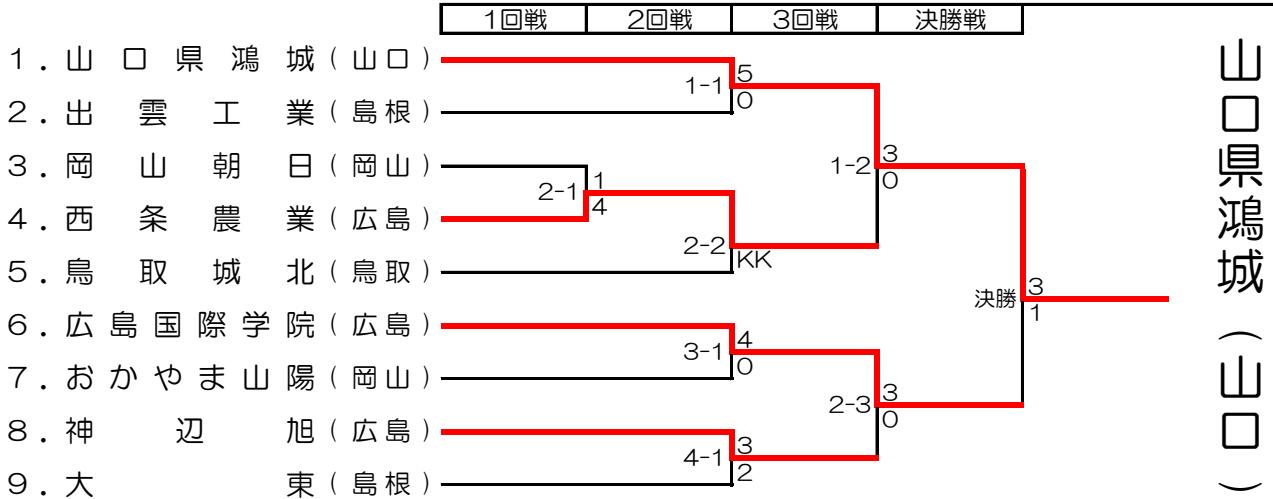 1回戦 2回戦 3回戦 決勝戦
1. 山口県鴻城(山口)
2. 出雲工業(島根)
3. 岡山朝日(岡山)
4. 西条農業(広島)
5. 鳥取城北(鳥取)
6. 広島国際学院(広島)
7. おかやま山陽(岡山)
8. 神辺旭(広島)
9. 大東(島根)
1-1 5
0
2-1 1
4
2-2
KK
1-2 3
0
3-1 4
0
4-1 3
2
2-3 3
0
決勝 3
1
山口県鴻城(山口)